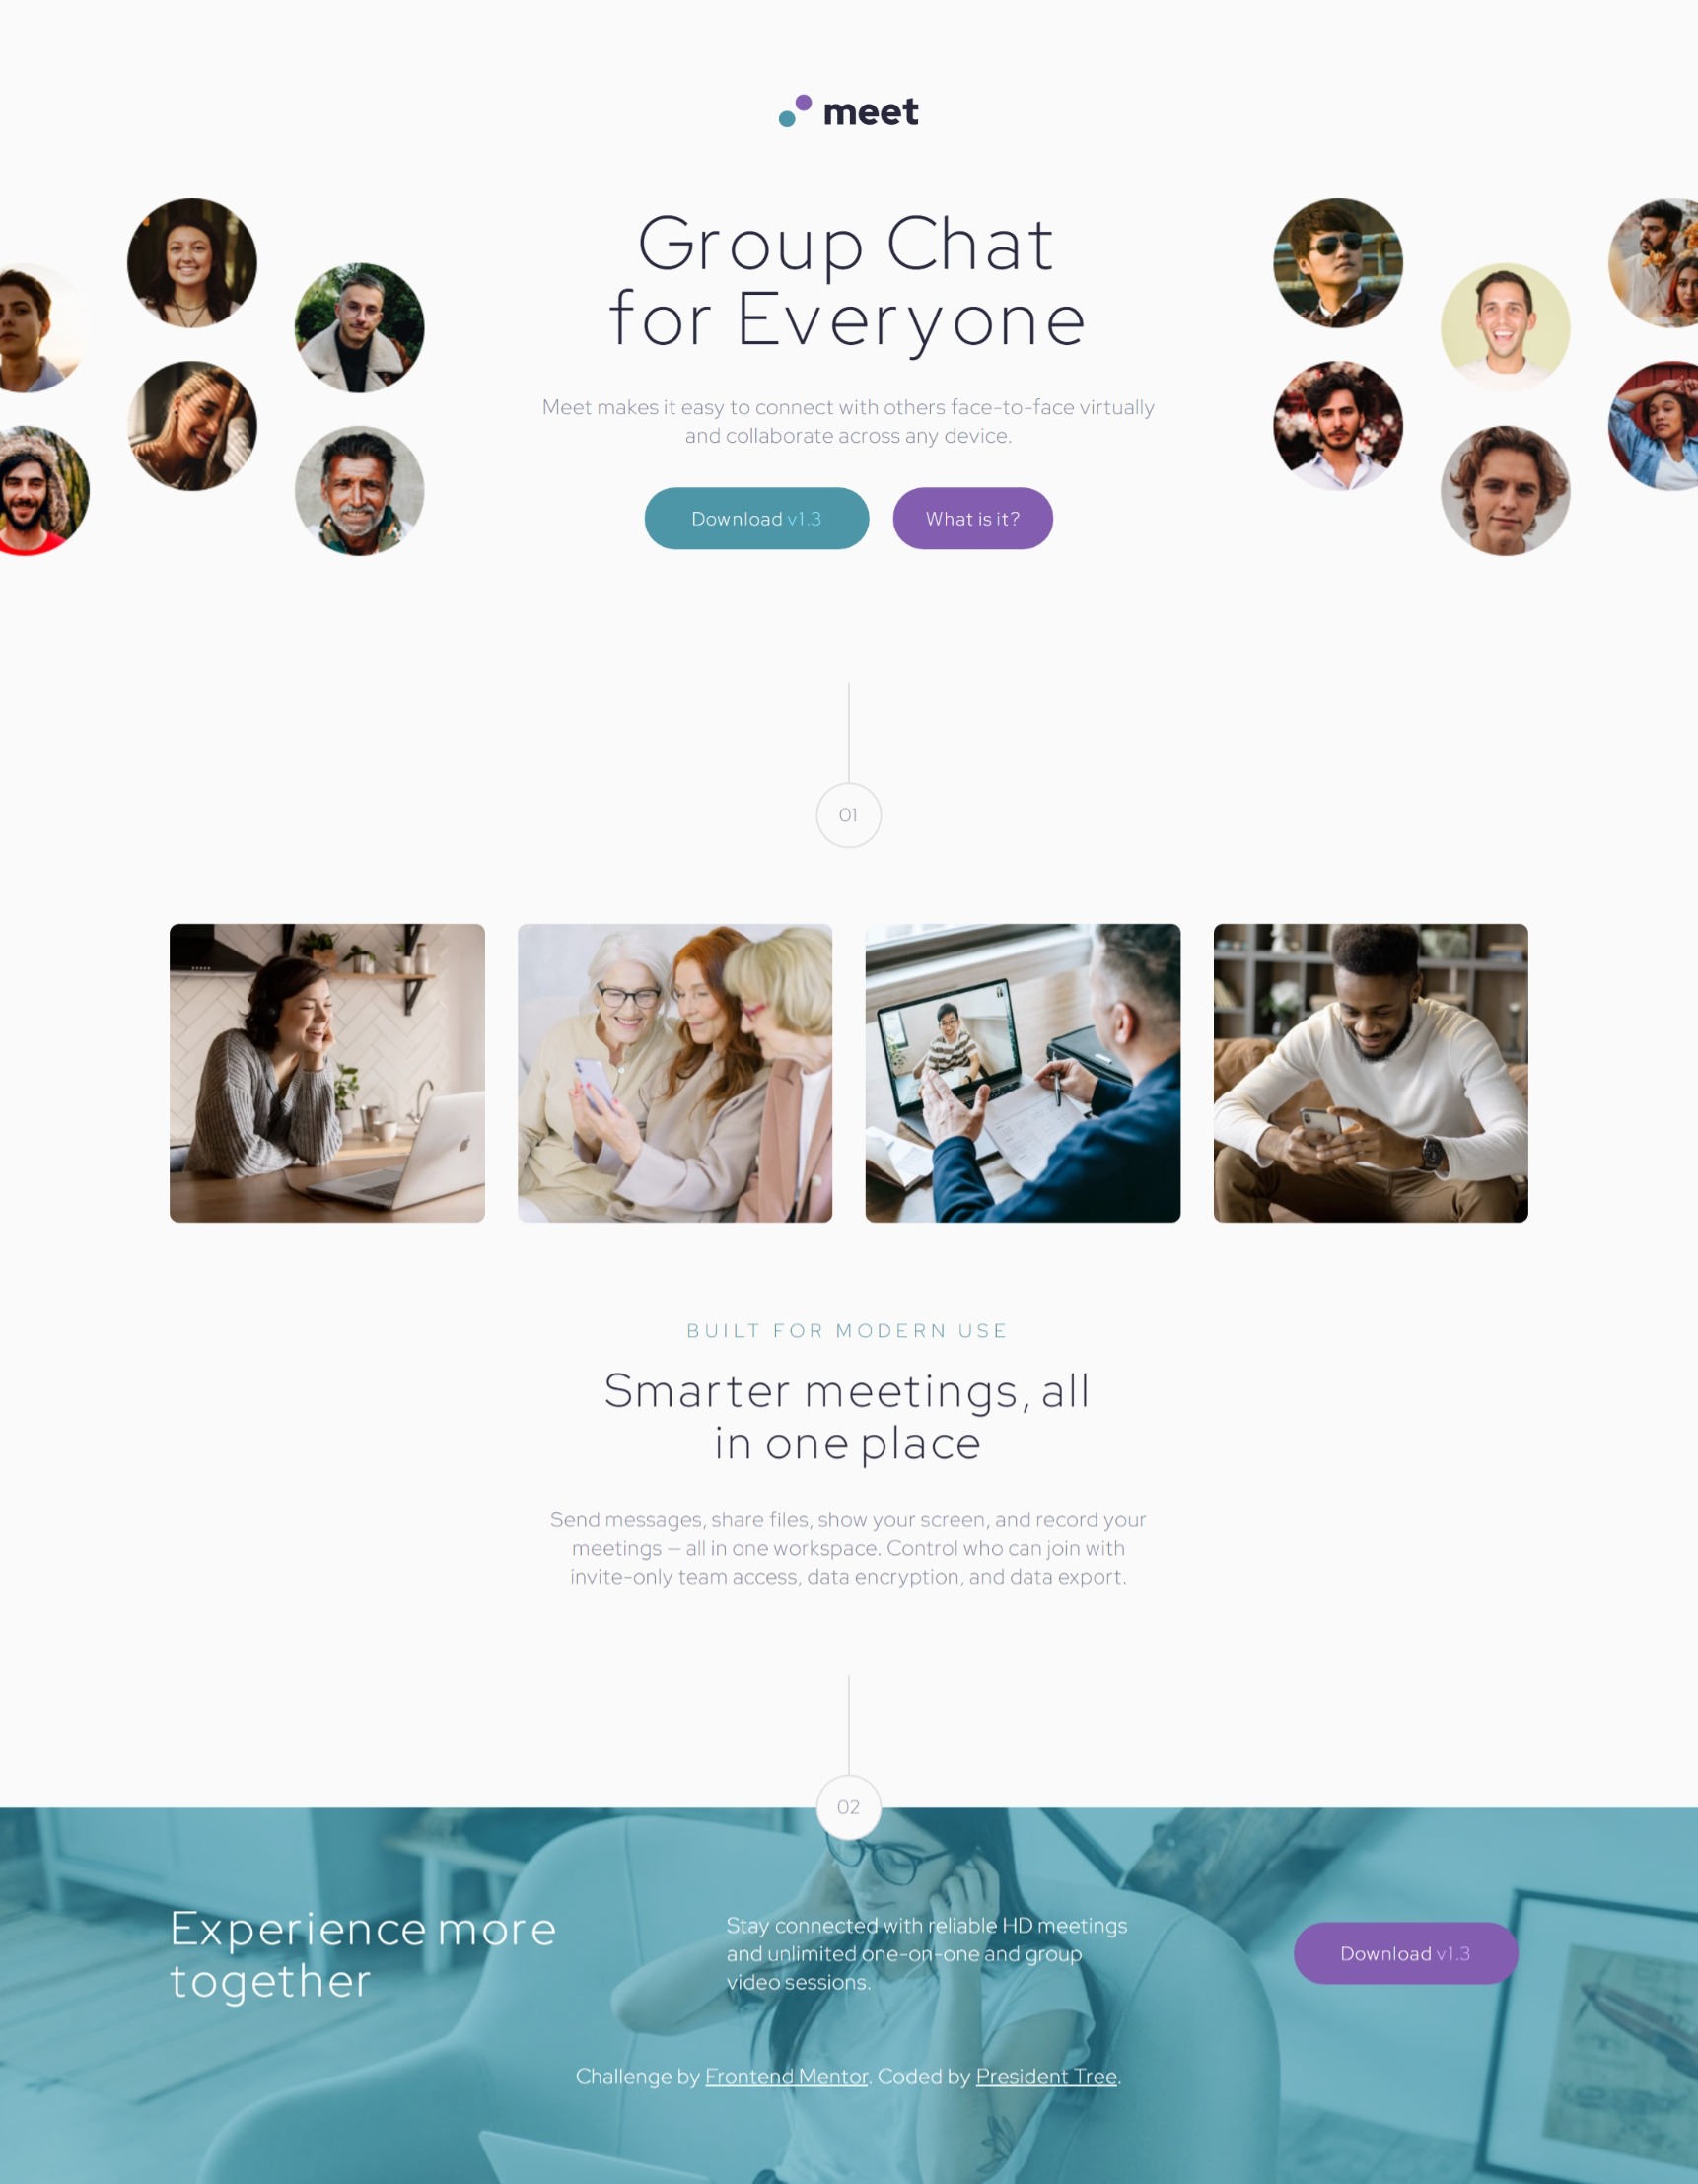 meet
Group Chat
for Everyone
Meet makes it easy to connect with others face-to-face virtually
and collaborate across any device.
Download v1.3
What is it?
01
BUILT FOR MODERN USE
Smarter meetings, all
in one place
Send messages, share files, show your screen, and record your
meetings — all in one workspace. Control who can join with
invite-only team access, data encryption, and data export.
02
Experience more
together
Stay connected with reliable HD meetings
and unlimited one-on-one and group
video sessions.
Download v1.3
Challenge by Frontend Mentor. Coded by President Tree.